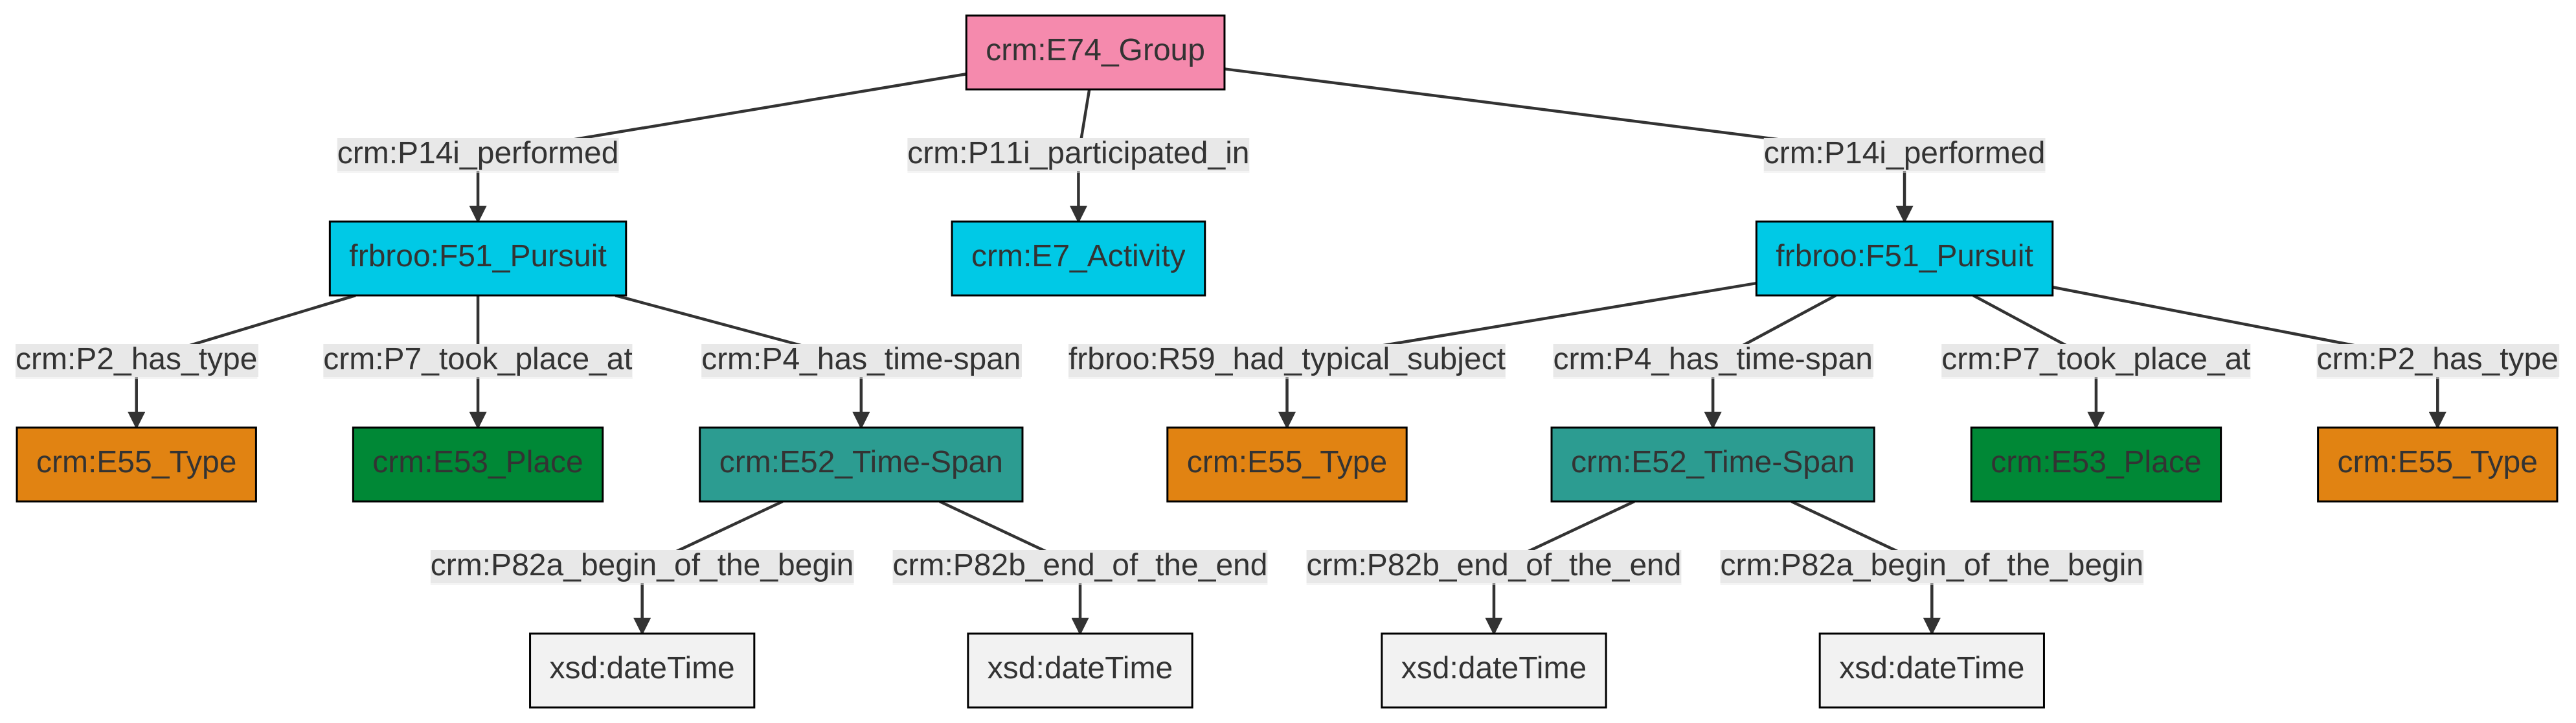 crm:E74_Group
crm:P14i_performed
crm:P11i_participated_in
crm:P14i_performed
frbroo:F51_Pursuit
crm:E7_Activity
frbroo:F51_Pursuit
crm:P2_has_type
crm:P7_took_place_at
crm:P4_has_time-span
frbroo:R59_had_typical_subject
crm:P4_has_time-span
crm:P7_took_place_at
crm:P2_has_type
crm:E55_Type
crm:E53_Place
crm:E52_Time-Span
crm:E55_Type
crm:E52_Time-Span
crm:E53_Place
crm:E55_Type
crm:P82a_begin_of_the_begin
crm:P82b_end_of_the_end
crm:P82b_end_of_the_end
crm:P82a_begin_of_the_begin
xsd:dateTime
xsd:dateTime
xsd:dateTime
xsd:dateTime